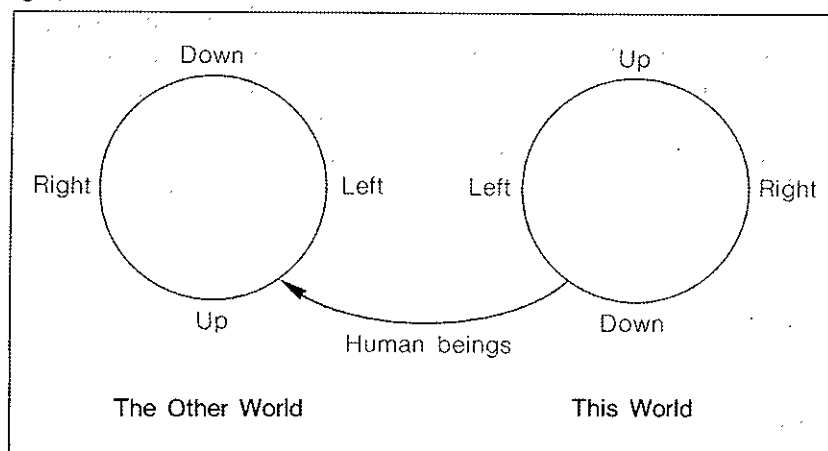 Down
Up
Right
Left
Left
Right
Up
Down
Human beings
The Other World
This World